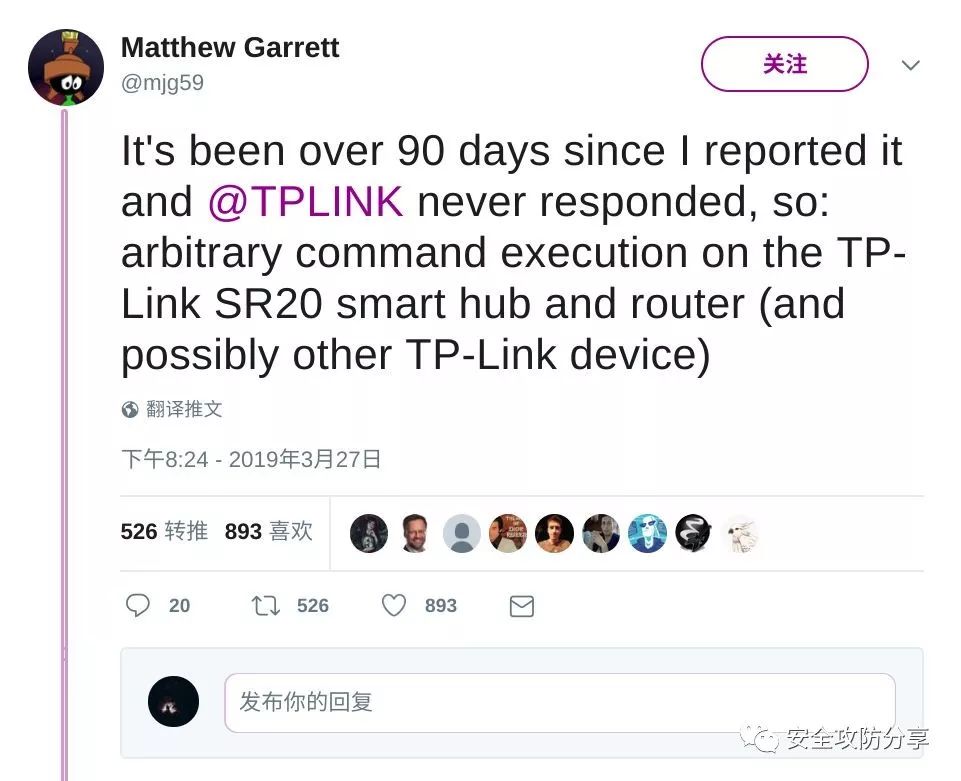 Matthew Garrett
@mjg59
关注
It's been over 90 days since I reported it
and @TPLINK never responded, so:
arbitrary command execution on the TP-
Link SR20 smart hub and router (and
possibly other TP-Link device)
翻译推文
下午8:24 - 2019年3月27日
526 转推 893 喜欢
20 526 893
发布你的回复
安全攻防分享